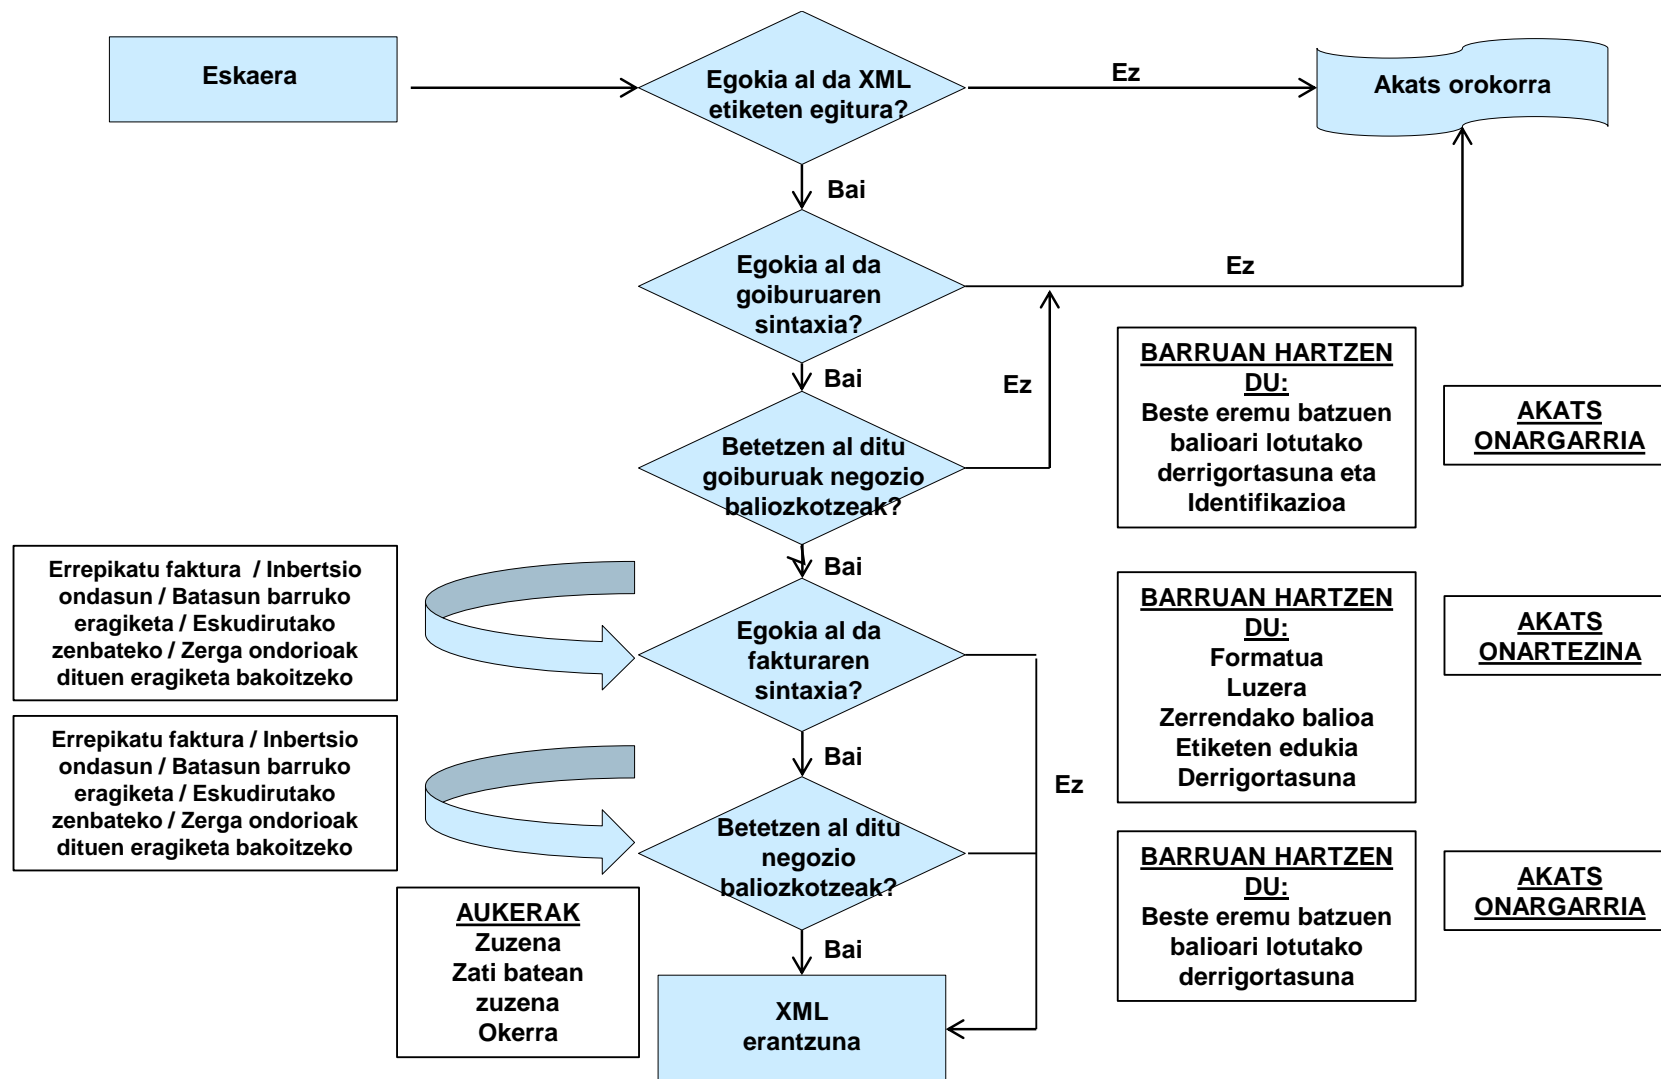 Eskaera
Egokia al da XML
etiketen egitura?
Ez
Akats orokorra
Bai
Egokia al da
goiburuaren
sintaxia?
Ez
Bai
Ez
Betetzen al ditu
goiburuak negozio
baliozkotzeak?
BARRUAN HARTZEN
DU:
Beste eremu batzuen
balioari lotutako
derrigortasuna eta
Identifikazioa
AKATS
ONARGARRIA
Bai
Errepikatu faktura / Inbertsio
ondasun / Batasun barruko
eragiketa / Eskudirutako
zenbateko / Zerga ondorioak
dituen eragiketa bakoitzeko
Egokia al da
fakturaren
sintaxia?
BARRUAN HARTZEN
DU:
Formatua
Luzera
Zerrendako balioa
Etiketen edukia
Derrigortasuna
AKATS
ONARTEZINA
Bai
Ez
Errepikatu faktura / Inbertsio
ondasun / Batasun barruko
eragiketa / Eskudirutako
zenbateko / Zerga ondorioak
dituen eragiketa bakoitzeko
Betetzen al ditu
negozio
baliozkotzeak?
BARRUAN HARTZEN
DU:
Beste eremu batzuen
balioari lotutako
derrigortasuna
AKATS
ONARGARRIA
AUKERAK
Zuzena
Zati batean
zuzena
Okerra
Bai
XML
erantzuna